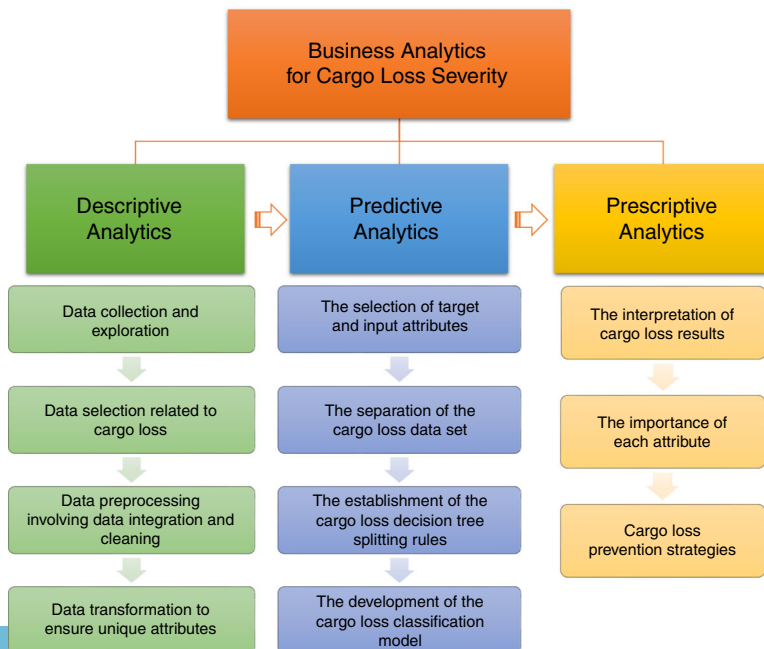 Business Analytics
for Cargo Loss Severity
Descriptive
Analytics
Predictive
Analytics
Prescriptive
Analytics
Data collection and
exploration
Data selection related to
cargo loss
Data preprocessing
involving data integration and
cleaning
Data transformation to
ensure unique attributes
The selection of target
and input attributes
The separation of the
cargo loss data set
The establishment of the
cargo loss decision tree
splitting rules
The development of the
cargo loss classification
model
The interpretation of
cargo loss results
The importance of
each attribute
Cargo loss
prevention strategies